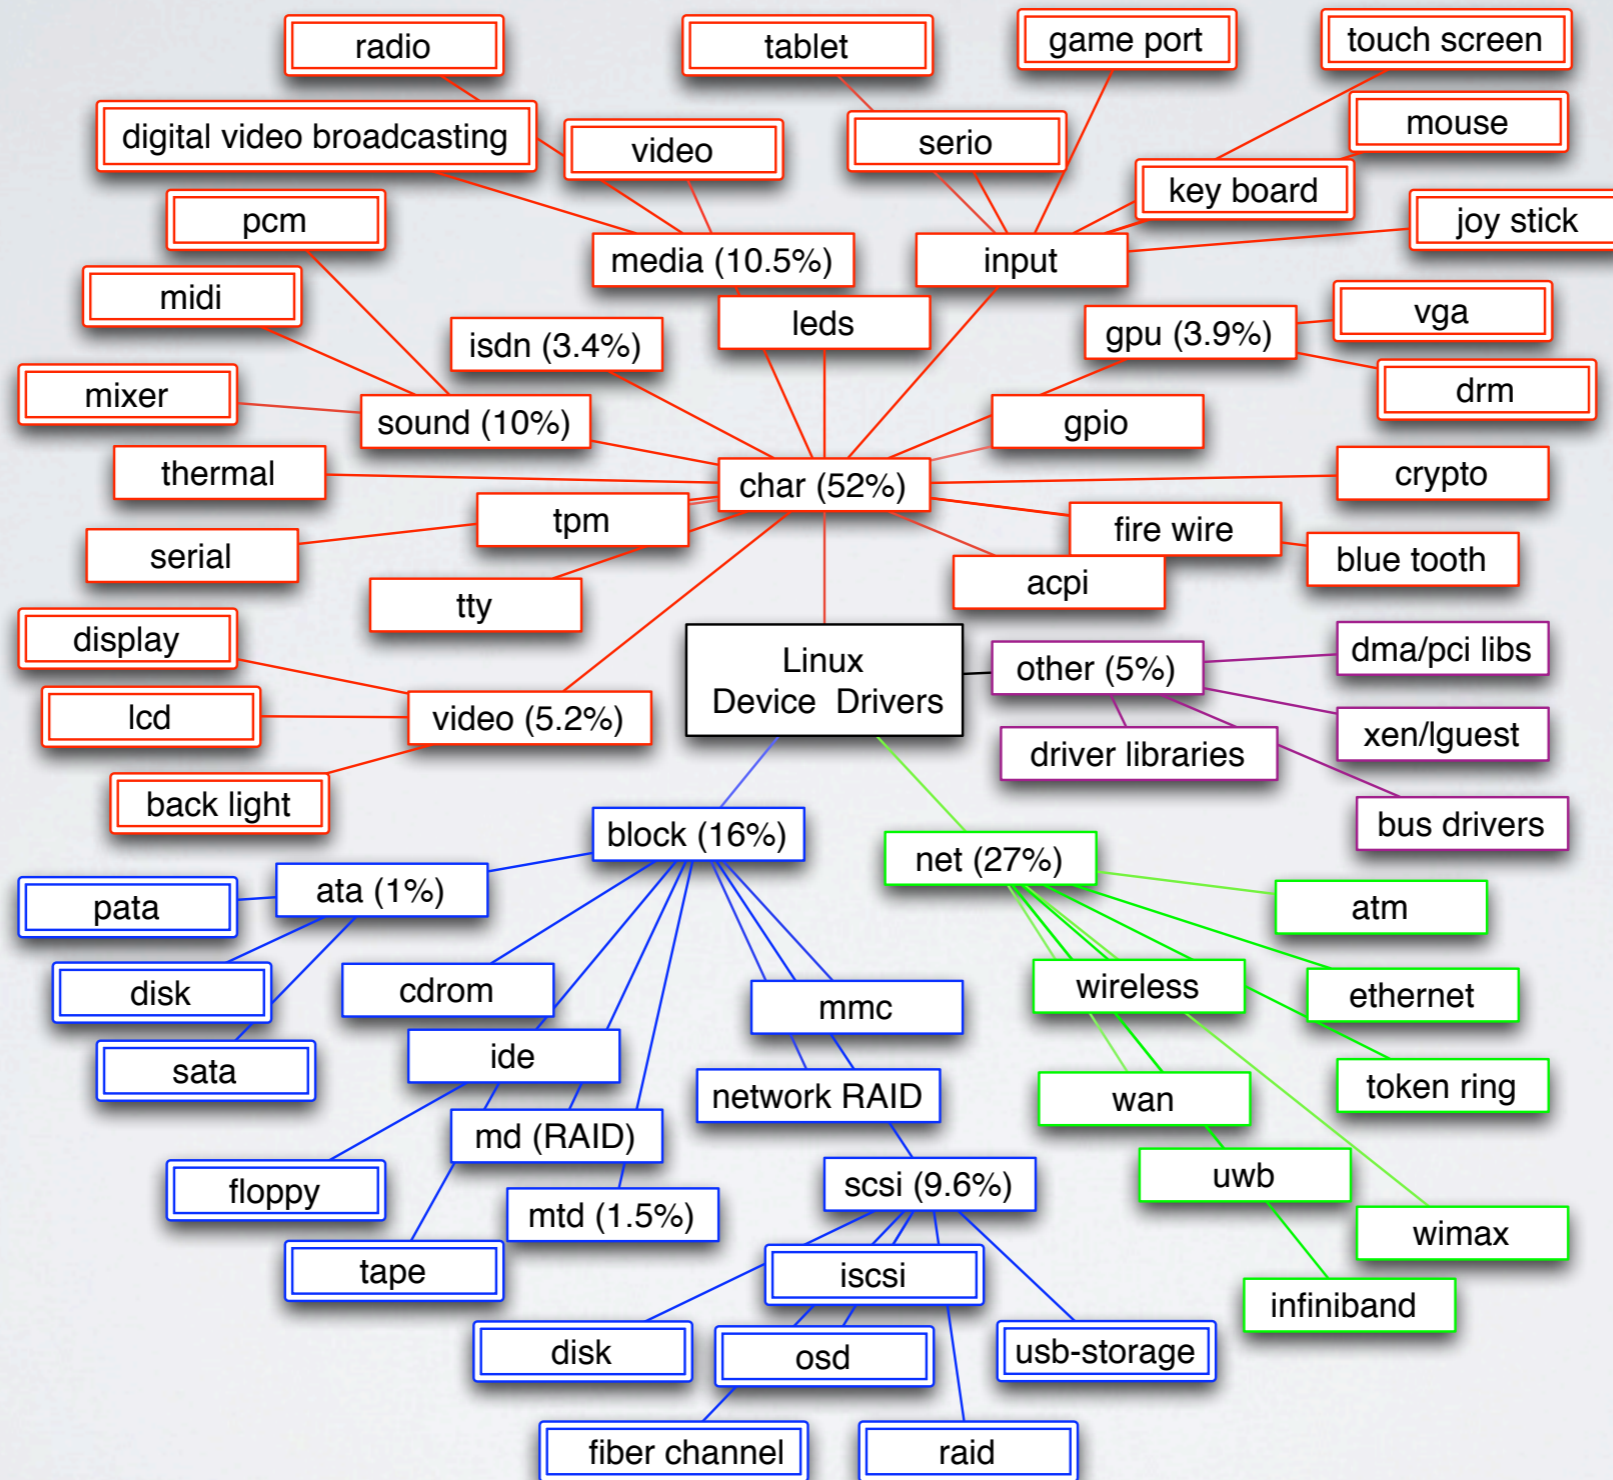 radio
tablet
game port
touch screen
digital video broadcasting
video
serio
mouse
key board
pcm
joy stick
media (10.5%)
input
midi
leds
gpu (3.9%)
vga
isdn (3.4%)
mixer
drm
sound (10%)
gpio
thermal
char (52%)
crypto
tpm
fire wire
serial
blue tooth
acpi
tty
display
Linux
Device Drivers
other (5%)
dma/pci libs
lcd
video (5.2%)
driver libraries
xen/lguest
back light
block (16%)
bus drivers
net (27%)
pata
ata (1%)
atm
disk
cdrom
mmc
wireless
ethernet
sata
ide
network RAID
wan
token ring
md (RAID)
floppy
scsi (9.6%)
uwb
mtd (1.5%)
wimax
tape
iscsi
infiniband
disk
osd
usb-storage
fiber channel
raid